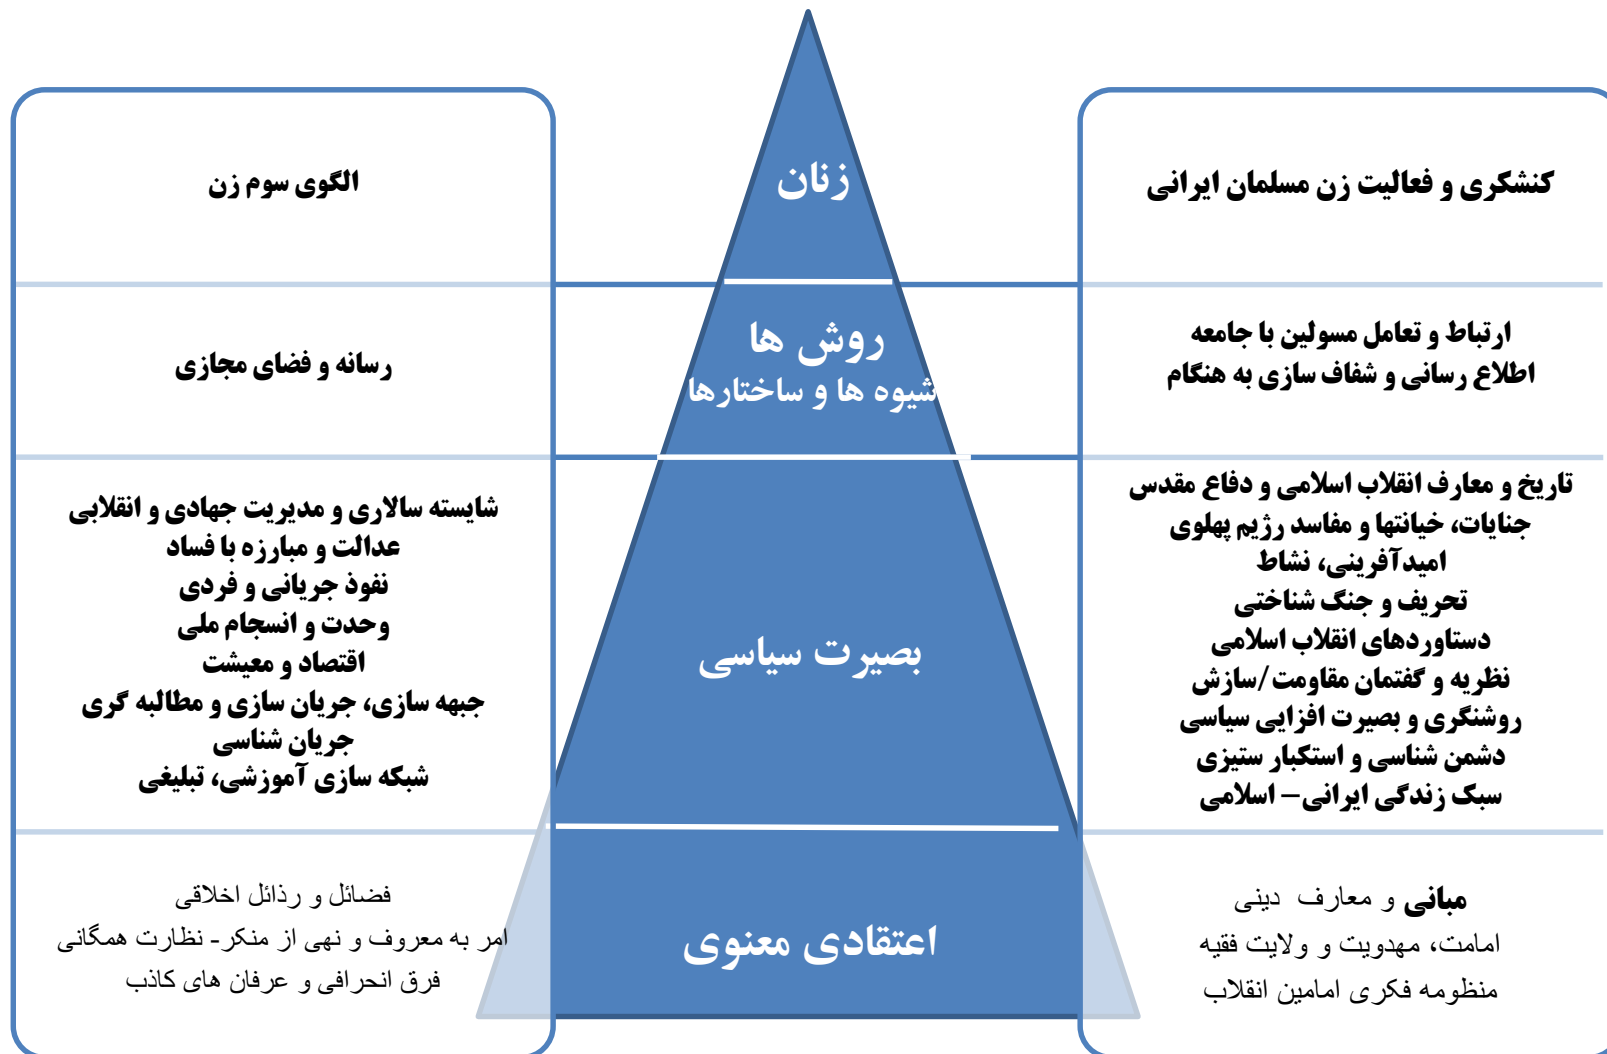 کنشکری و فعالیت زن مسلمان ایرانی
زنان
الگوی سوم زن
ارتباط و تعامل مسولین با جامعه
اطلاع رسانی و شفاف سازی به هنگام
روش ها
شیوه ها و ساختارها
رسانه و فضای مجازی
تاریخ و معارف انقلاب اسلامی و دفاع مقدس
جنایات، خیانتها و مفاسد رژیم پهلوی
امیدآفرینی، نشاط
تحریف و جنگ شناختی
دستاوردهای انقلاب اسلامی
نظریه و گفتمان مقاومت/سازش
روشنگری و بصیرت افزایی سیاسی
دشمن شناسی و استکبار ستیزی
سبک زندگی ایرانی– اسلامی
بصیرت سیاسی
شایسته سالاری و مدیریت جهادی و انقلابی
عدالت و مبارزه با فساد
نفوذ جریانی و فردی
وحدت و انسجام ملی
اقتصاد و معیشت
جبهه سازی، جریان سازی و مطالبه گری
جریان شناسی
شبکه سازی آموزشی، تبلیغی
مبانی و معارف دینی
امامت، مهدویت و ولایت فقیه
منظومه فکری امامین انقلاب
اعتقادی معنوی
فضائل و رذائل اخلاقی
امر به معروف و نهی از منکر- نظارت همگانی
فرق انحرافی و عرفان های کاذب